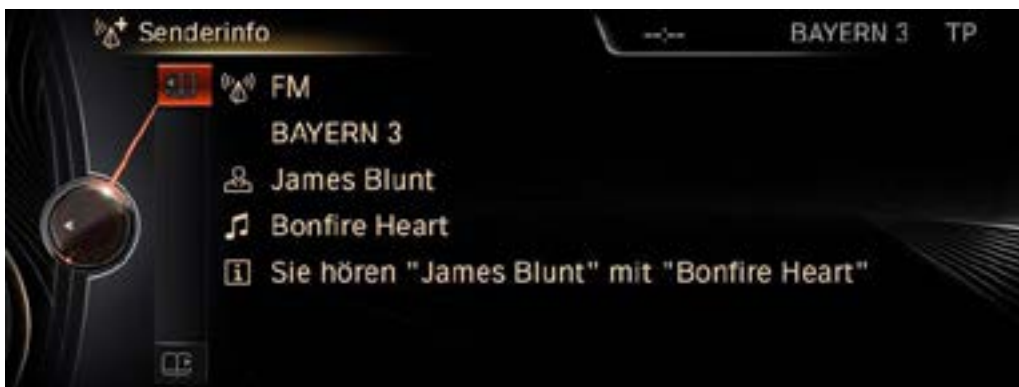 Senderinfo
--:-- BAYERN 3 TP
FM
BAYERN 3
James Blunt
Bonfire Heart
Sie hören "James Blunt" mit "Bonfire Heart"